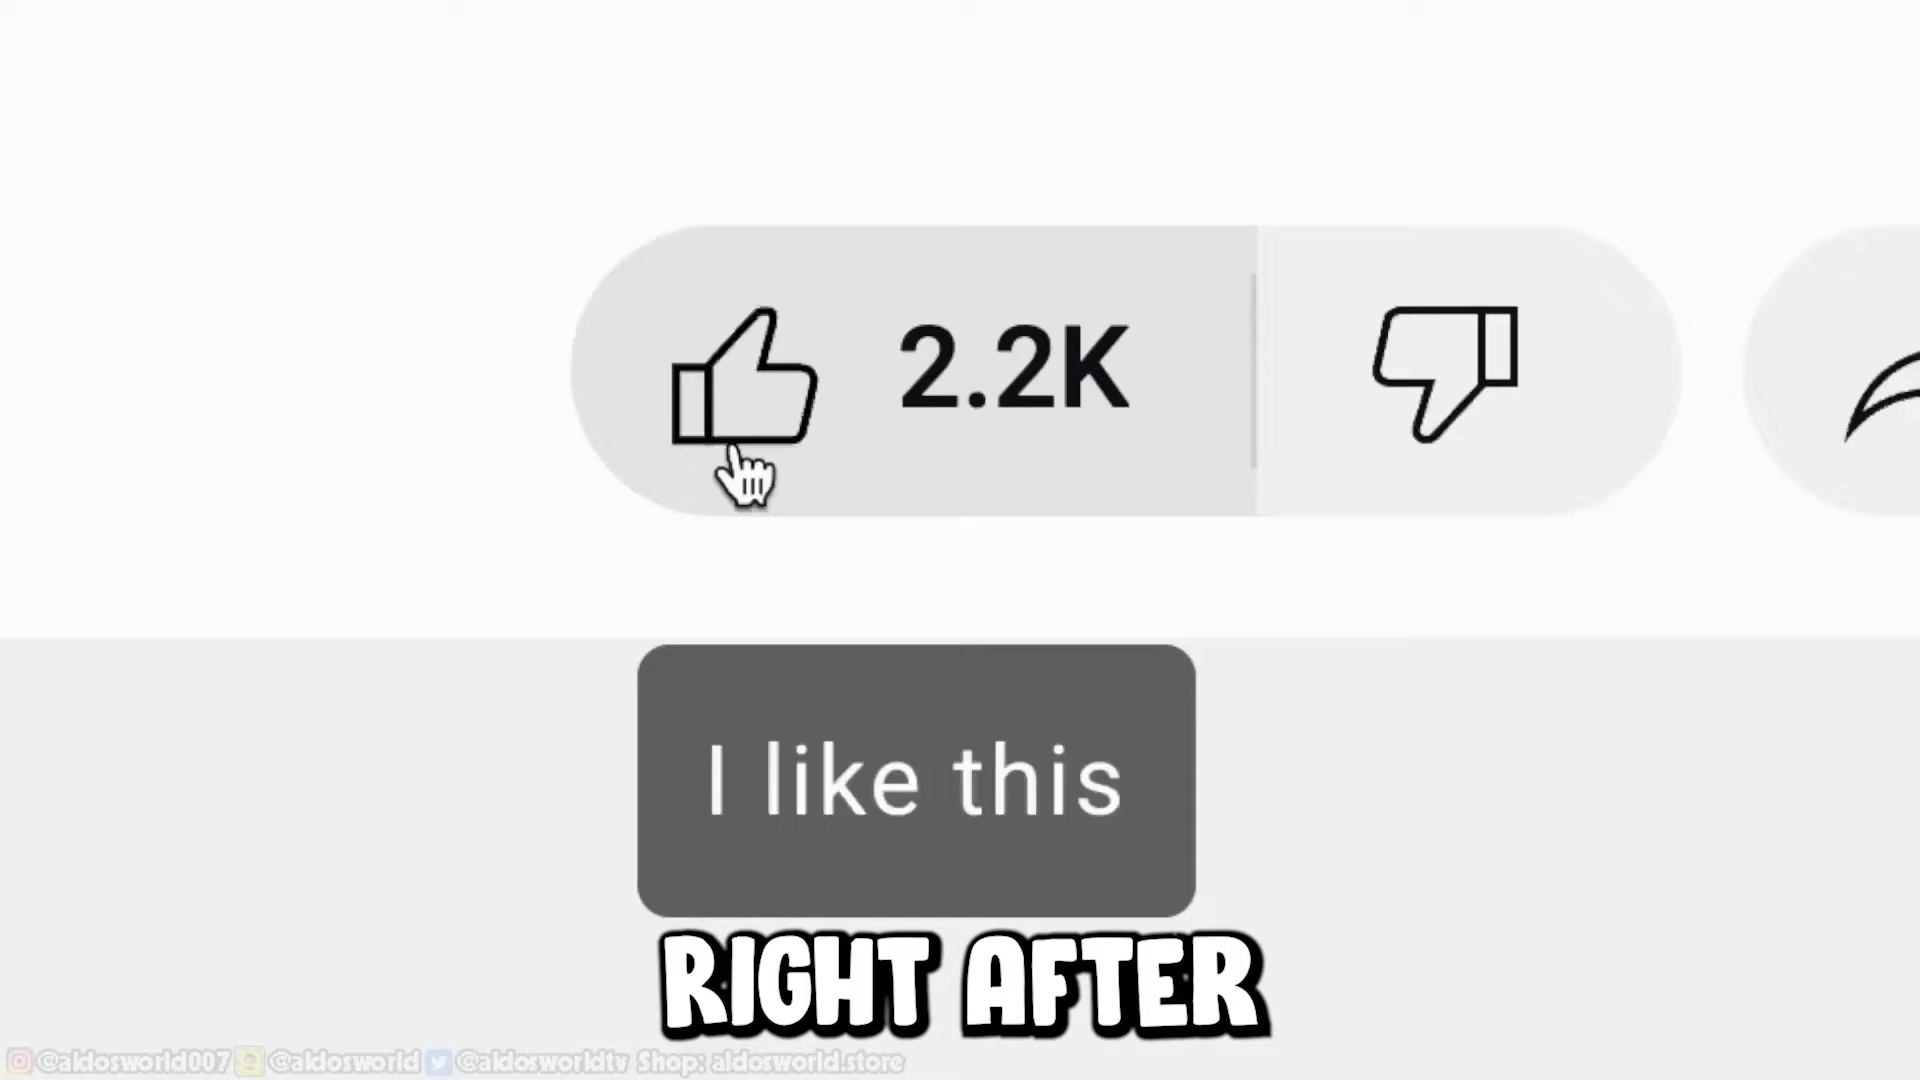 2.2K
I like this
RIGHT AFTER
@aldosworld007 @aldosworld @aldosworldtv Shop: aldosworld.store